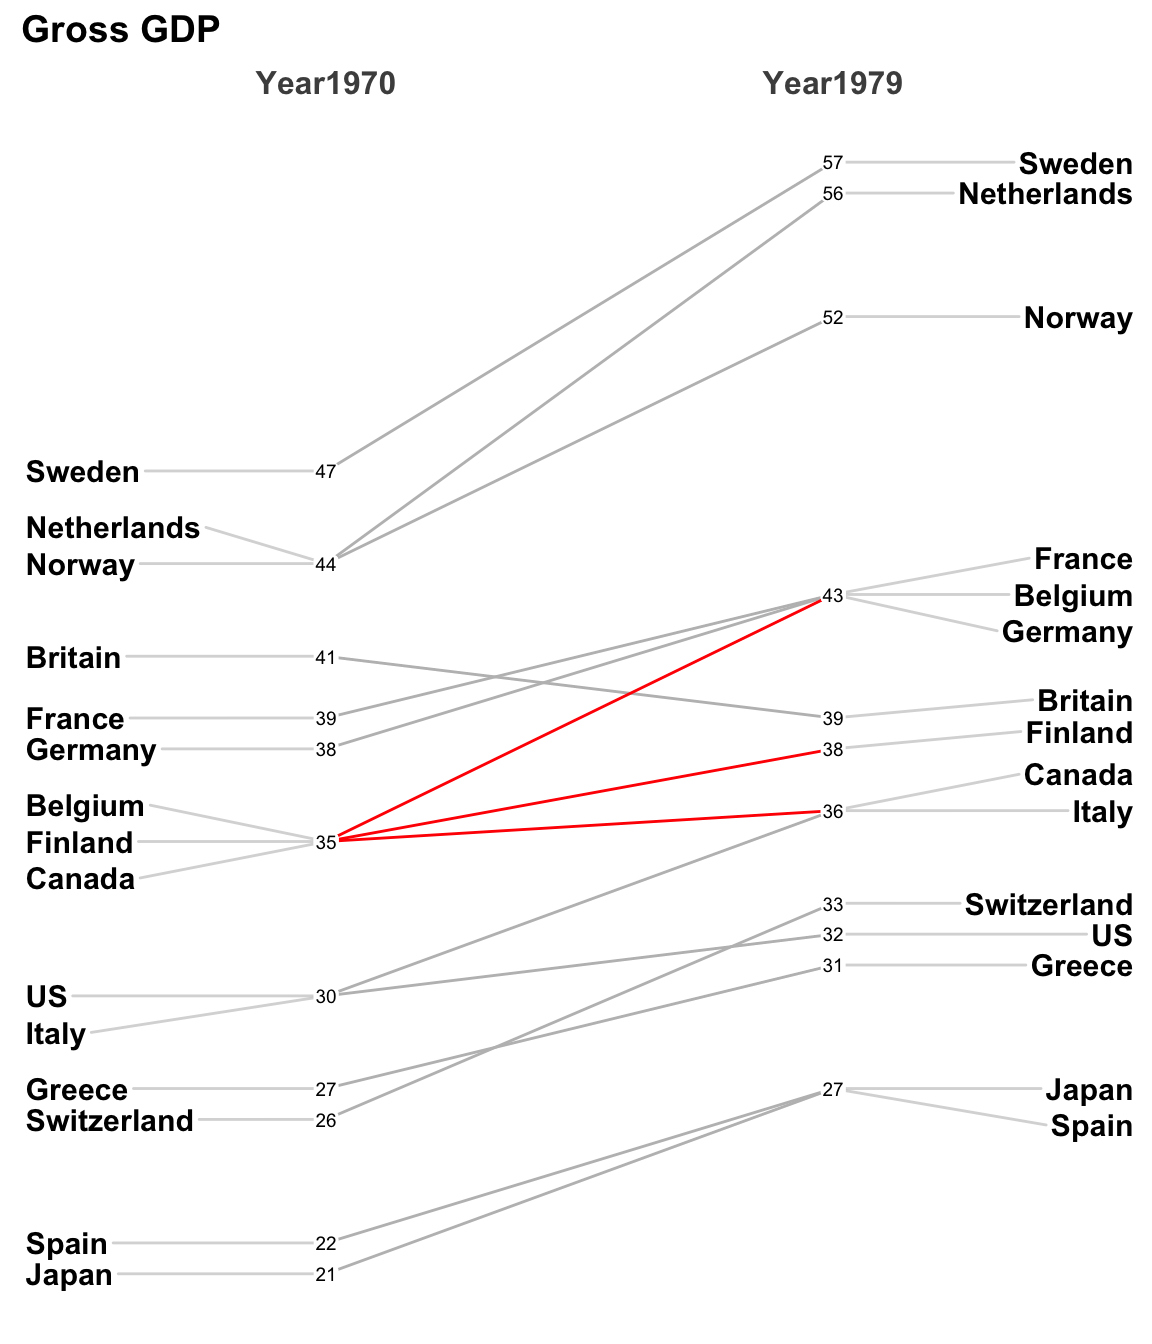 Gross GDP
Year1970 Year1979
57 Sweden
56 Netherlands
52 Norway
Sweden 47
Netherlands
Norway 44
France
43 Belgium
Germany
Britain 41
Britain
France 39 39
Finland
Germany 38 38
Canada
Belgium
36 Italy
Finland 35
Canada
33 Switzerland
32 US
31 Greece
US 30
Italy
Greece 27 27 Japan
Switzerland 26
Spain
Spain 22
Japan 21